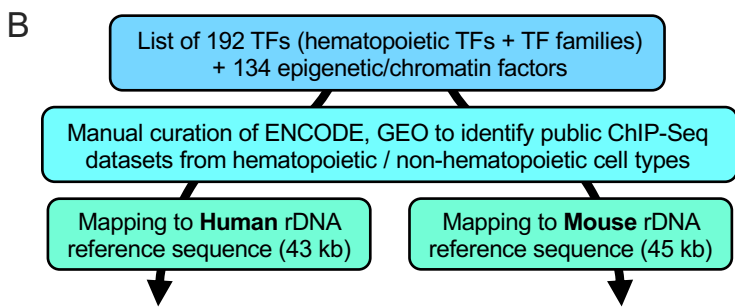 B
List of 192 TFs (hematopoietic TFs + TF families)
+ 134 epigenetic/chromatin factors
Manual curation of ENCODE, GEO to identify public ChIP-Seq
datasets from hematopoietic / non-hematopoietic cell types
Mapping to Human rDNA
reference sequence (43 kb)
Mapping to Mouse rDNA
reference sequence (45 kb)